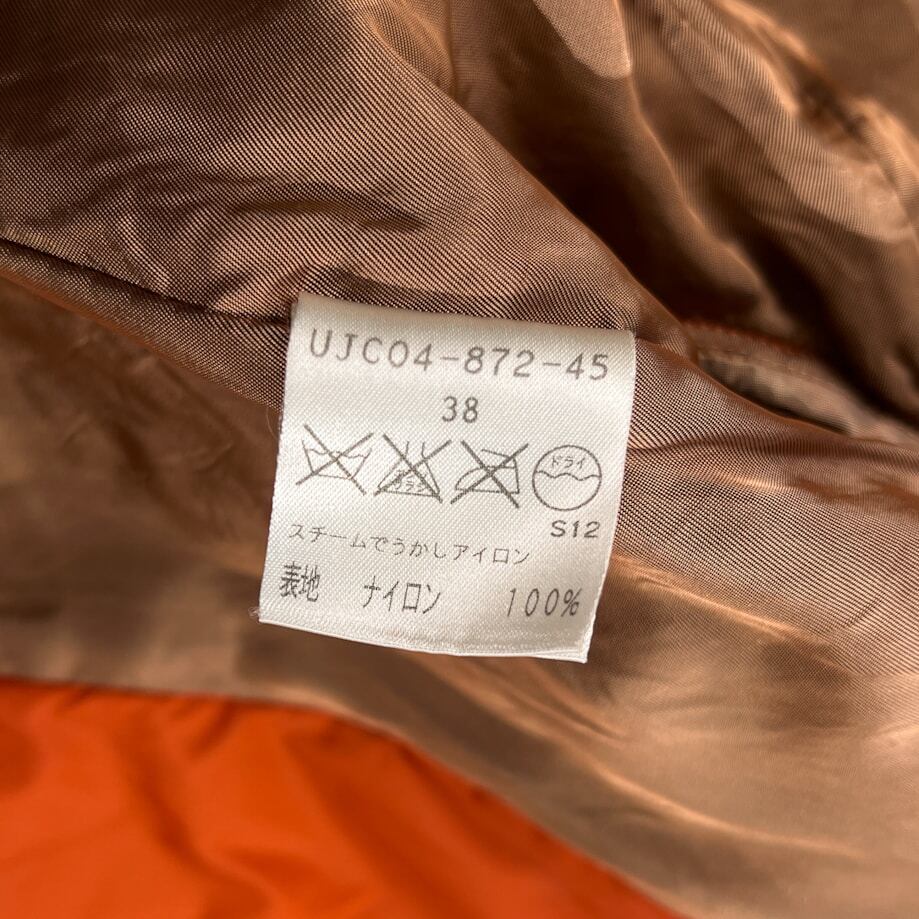 UJC04-872-45
38
ドライ
S12
スチームでうかしアイロン
表地 ナイロン 100%